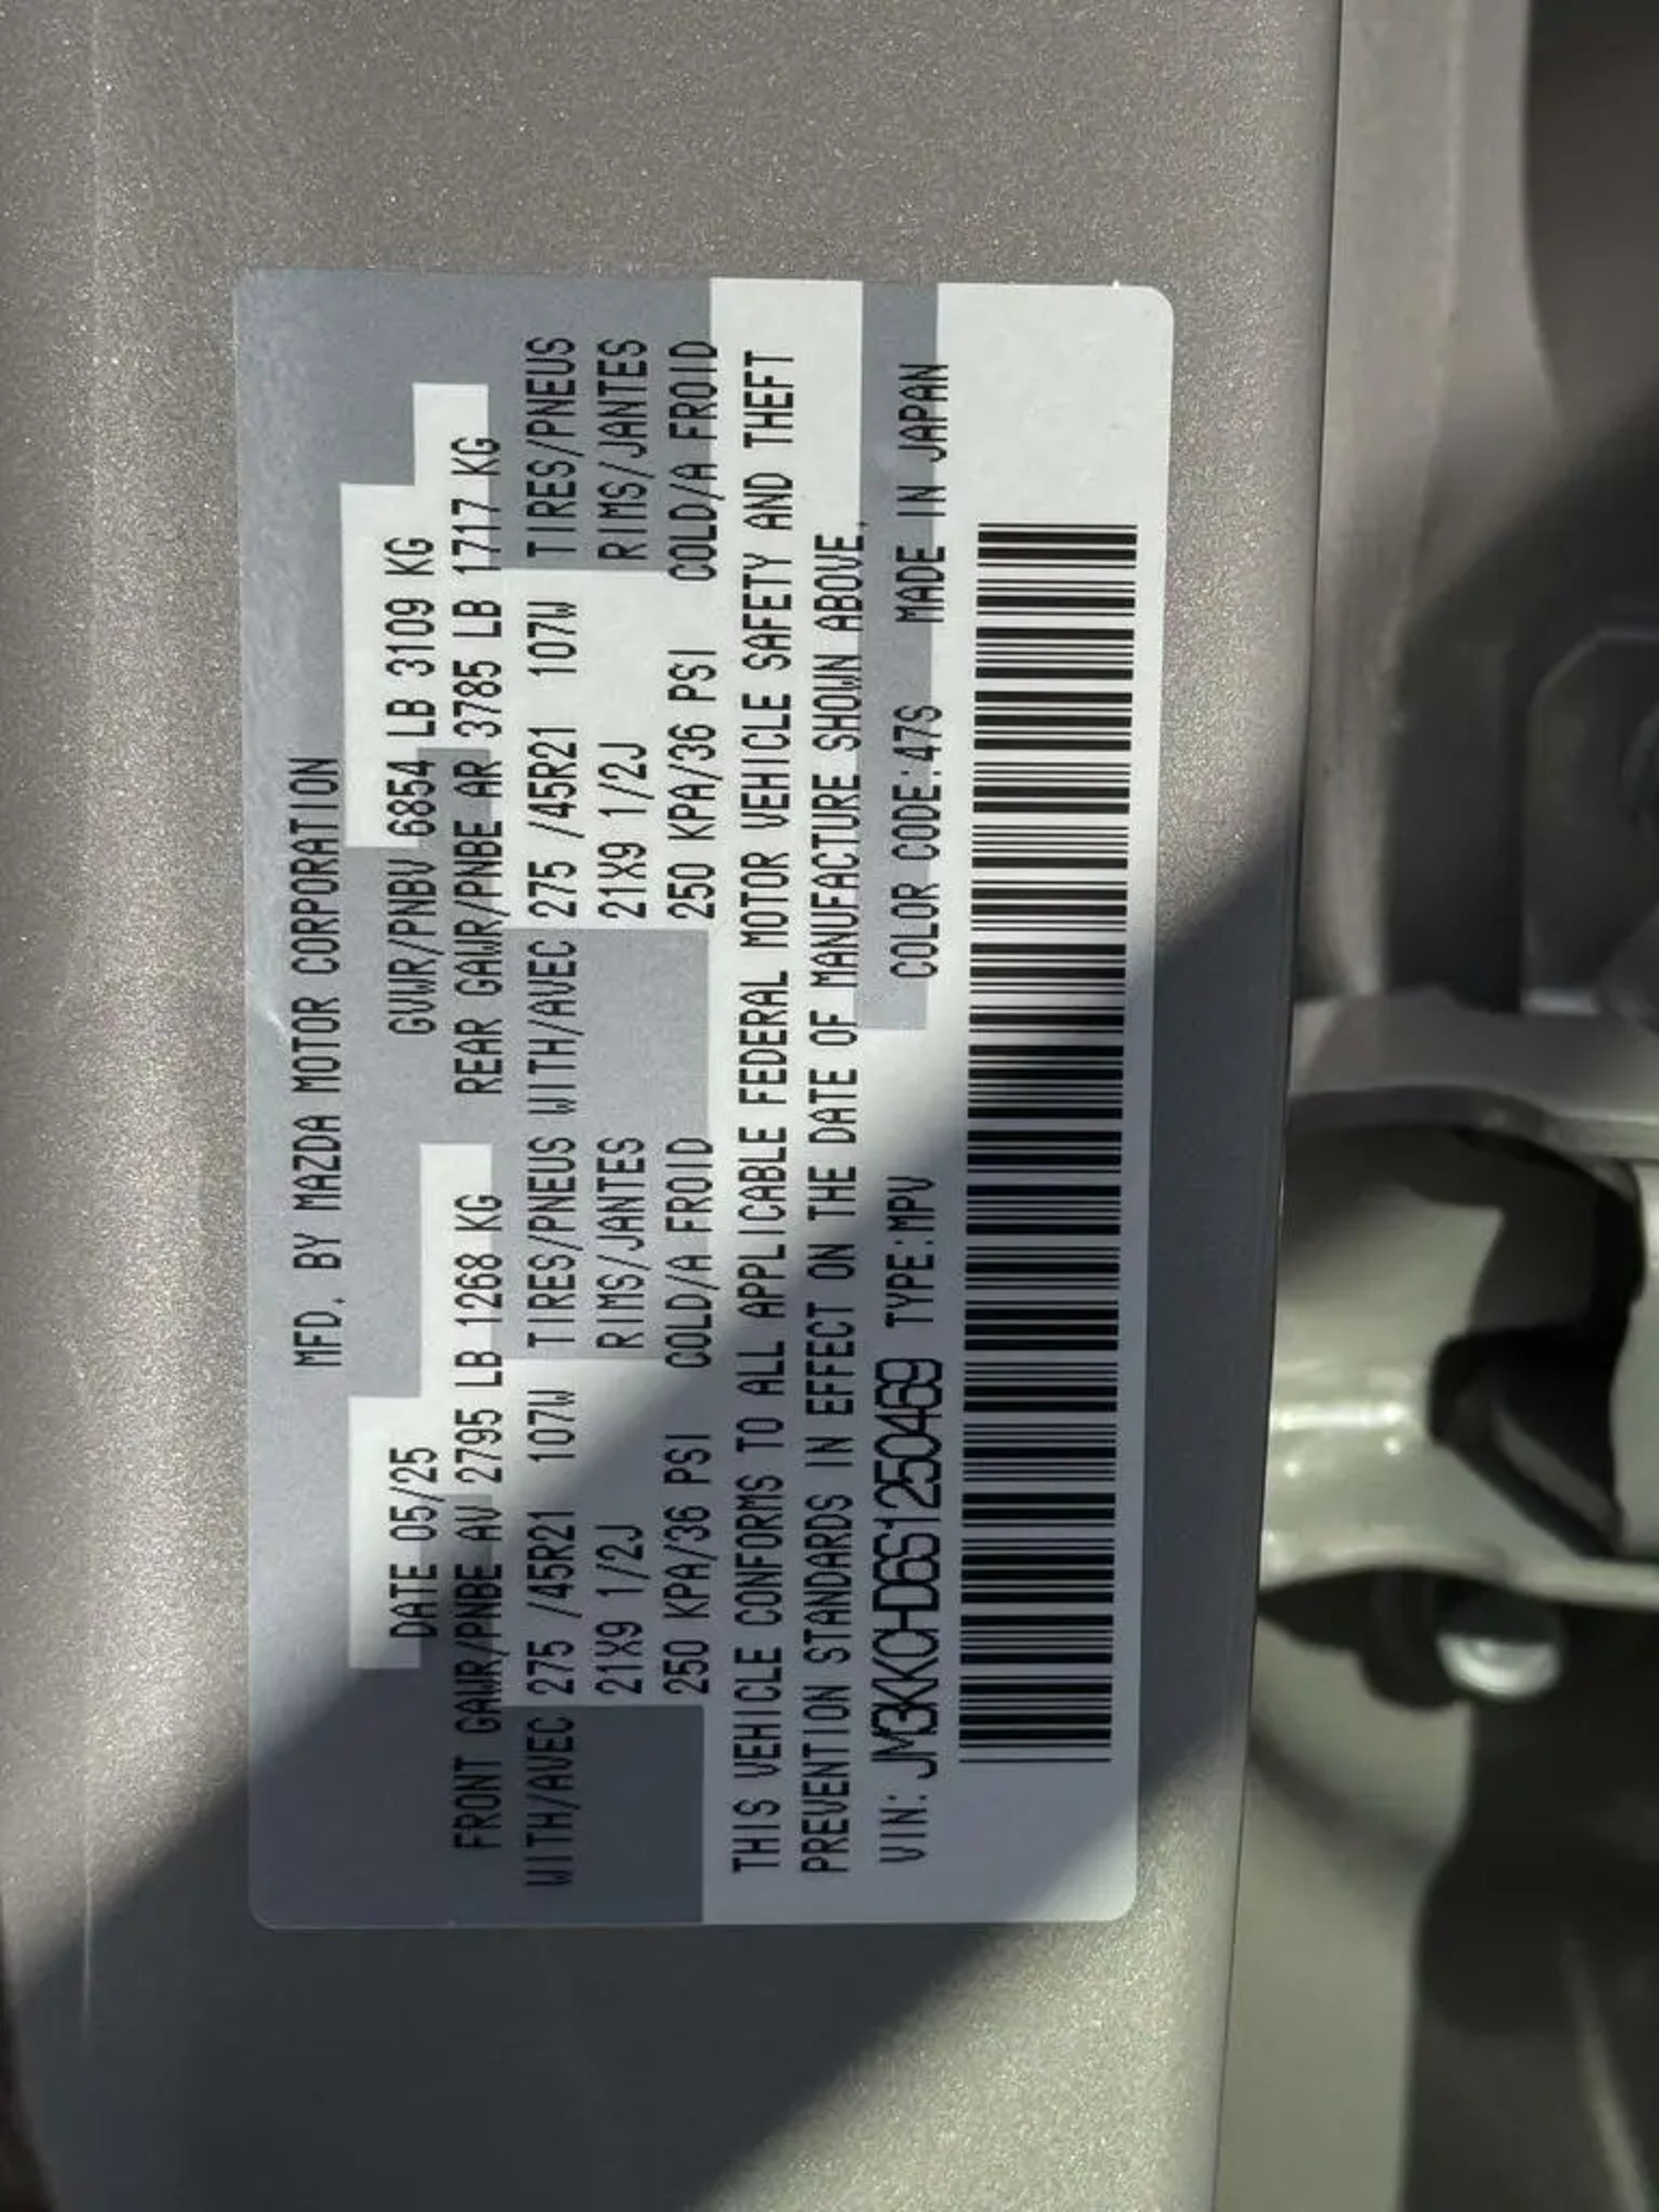 MFD. BY MAZDA MOTOR CORPORATION
DATE 05/25 GVWR/PNBV 6854 LB 3109 KG
FRONT GAWR/PNBE AV 2795 LB 1268 KG REAR GAWR/PNBE AR 3785 LB 1717 KG
WITH/AVEC 275 /45R21 107W TIRES/PNEUS WITH/AVEC 275 /45R21 107W TIRES/PNEUS
21X9 1/2J RIMS/JANTES 21X9 1/2J RIMS/JANTES
250 KPA/36 PSI COLD/A FROID 250 KPA/36 PSI COLD/A FROID
THIS VEHICLE CONFORMS TO ALL APPLICABLE FEDERAL MOTOR VEHICLE SAFETY AND THEFT
PREVENTION STANDARDS IN EFFECT ON THE DATE OF MANUFACTURE SHOWN ABOVE.
VIN: JM3KK0HD6S1250469 TYPE:MPV COLOR CODE:47S MADE IN JAPAN